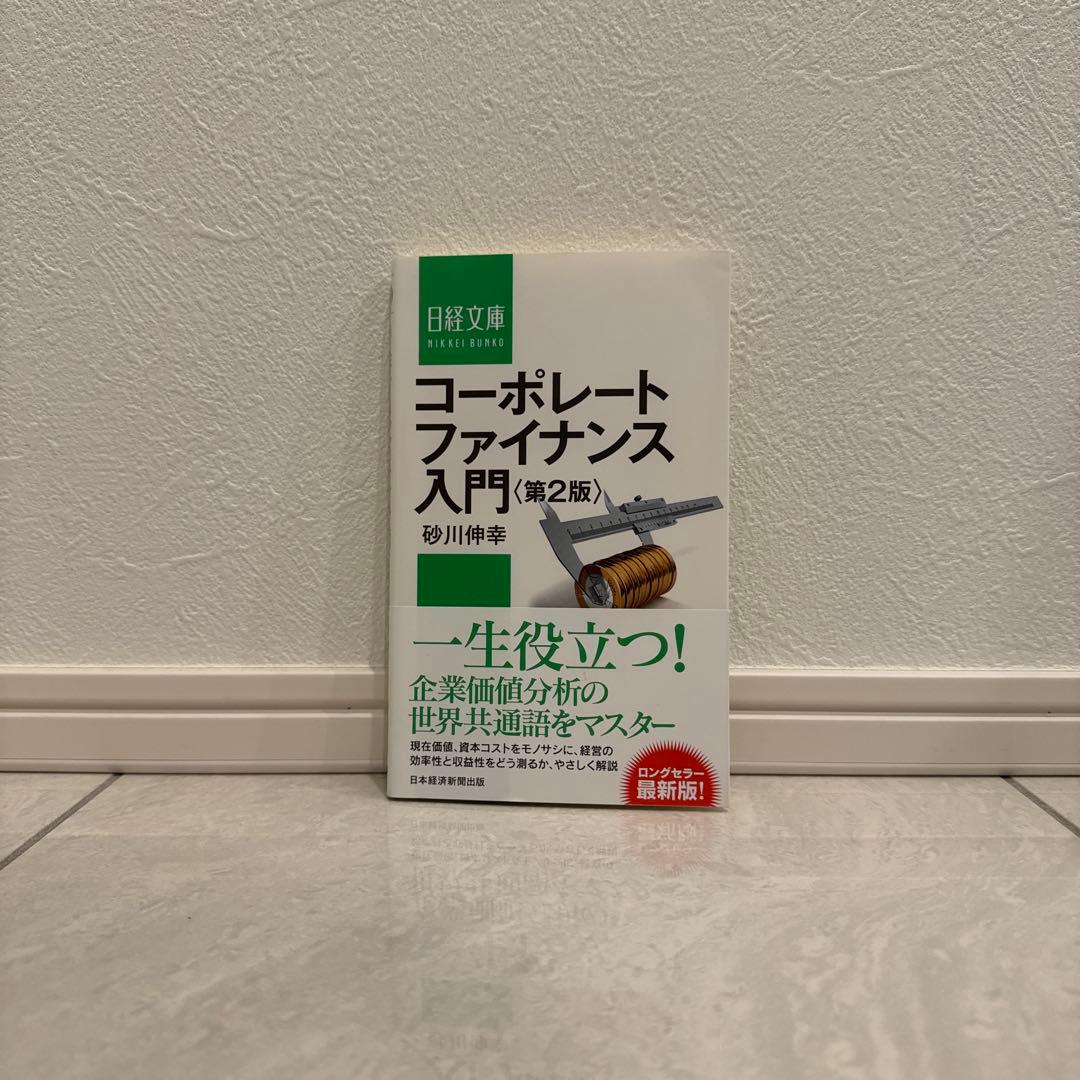 日経文庫
NIKKEI BUNKO
コーポレート
ファイナンス
入門〈第2版〉
砂川伸幸
一生役立つ!
企業価値分析の
世界共通語をマスター
現在価値、資本コストをモノサシに、経営の
効率性と収益性をどう測るか、やさしく解説
日本経済新聞出版
ロングセラー
最新版!